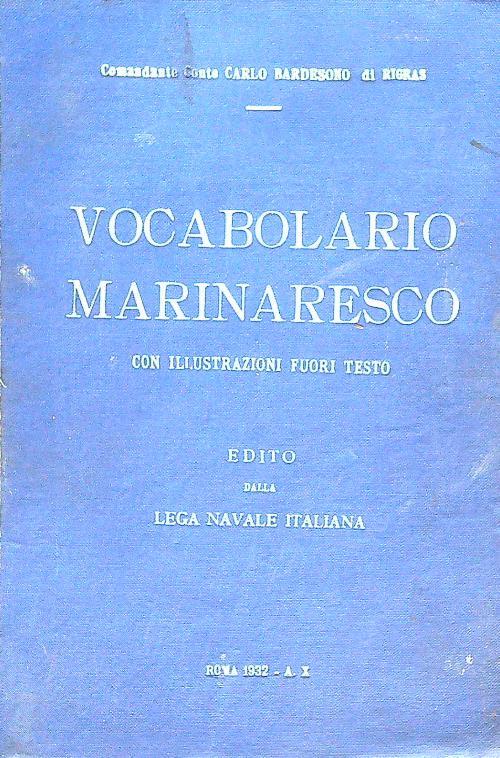 Comandante Conte CARLO BARDESONO di RIGRAS
VOCABOLARIO
MARINARESCO
CON ILLUSTRAZIONI FUORI TESTO
EDITO
DALLA
LEGA NAVALE ITALIANA
ROMA 1932 - A. X